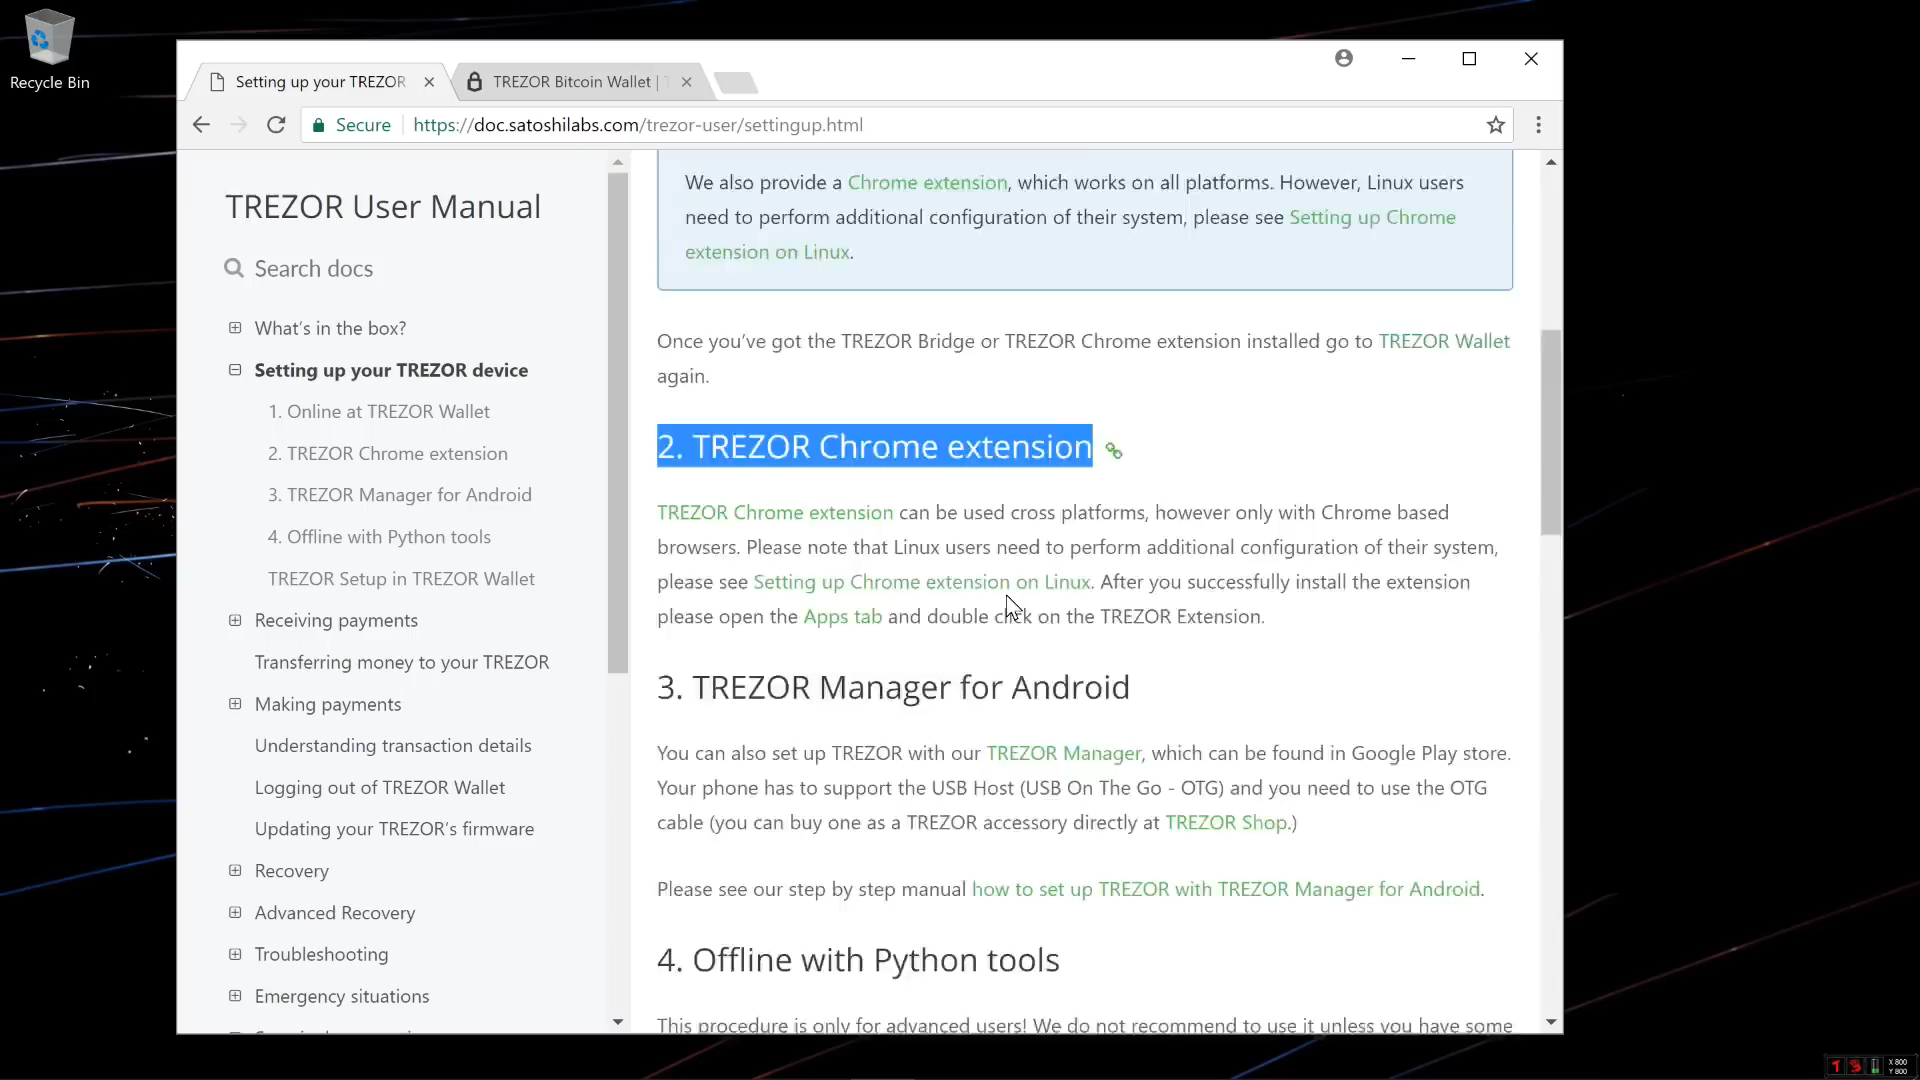 Recycle Bin
Setting up your TREZOR
TREZOR Bitcoin Wallet |
Secure
https://doc.satoshilabs.com/trezor-user/settingup.html
TREZOR User Manual
Search docs
What's in the box?
Setting up your TREZOR device
1. Online at TREZOR Wallet
2. TREZOR Chrome extension
3. TREZOR Manager for Android
4. Offline with Python tools
TREZOR Setup in TREZOR Wallet
Receiving payments
Transferring money to your TREZOR
Making payments
Understanding transaction details
Logging out of TREZOR Wallet
Updating your TREZOR's firmware
Recovery
Advanced Recovery
Troubleshooting
Emergency situations
We also provide a Chrome extension, which works on all platforms. However, Linux users
need to perform additional configuration of their system, please see Setting up Chrome
extension on Linux.
Once you've got the TREZOR Bridge or TREZOR Chrome extension installed go to TREZOR Wallet
again.
2. TREZOR Chrome extension
TREZOR Chrome extension can be used cross platforms, however only with Chrome based
browsers. Please note that Linux users need to perform additional configuration of their system,
please see Setting up Chrome extension on Linux. After you successfully install the extension
please open the Apps tab and double click on the TREZOR Extension.
3. TREZOR Manager for Android
You can also set up TREZOR with our TREZOR Manager, which can be found in Google Play store.
Your phone has to support the USB Host (USB On The Go - OTG) and you need to use the OTG
cable (you can buy one as a TREZOR accessory directly at TREZOR Shop.)
Please see our step by step manual how to set up TREZOR with TREZOR Manager for Android.
4. Offline with Python tools
This procedure is only for advanced users! We do not recommend to use it unless you have some
X 800
Y 800